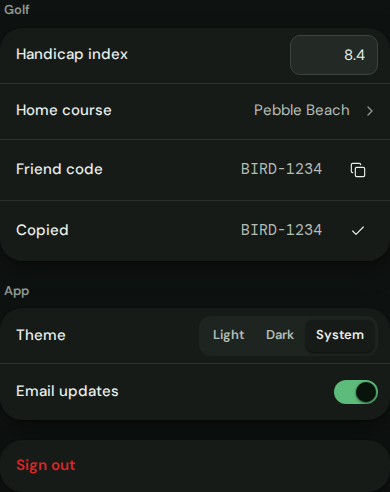 Golf
Handicap index 8.4
Home course Pebble Beach
Friend code BIRD-1234
Copied BIRD-1234
App
Theme Light Dark System
Email updates
Sign out